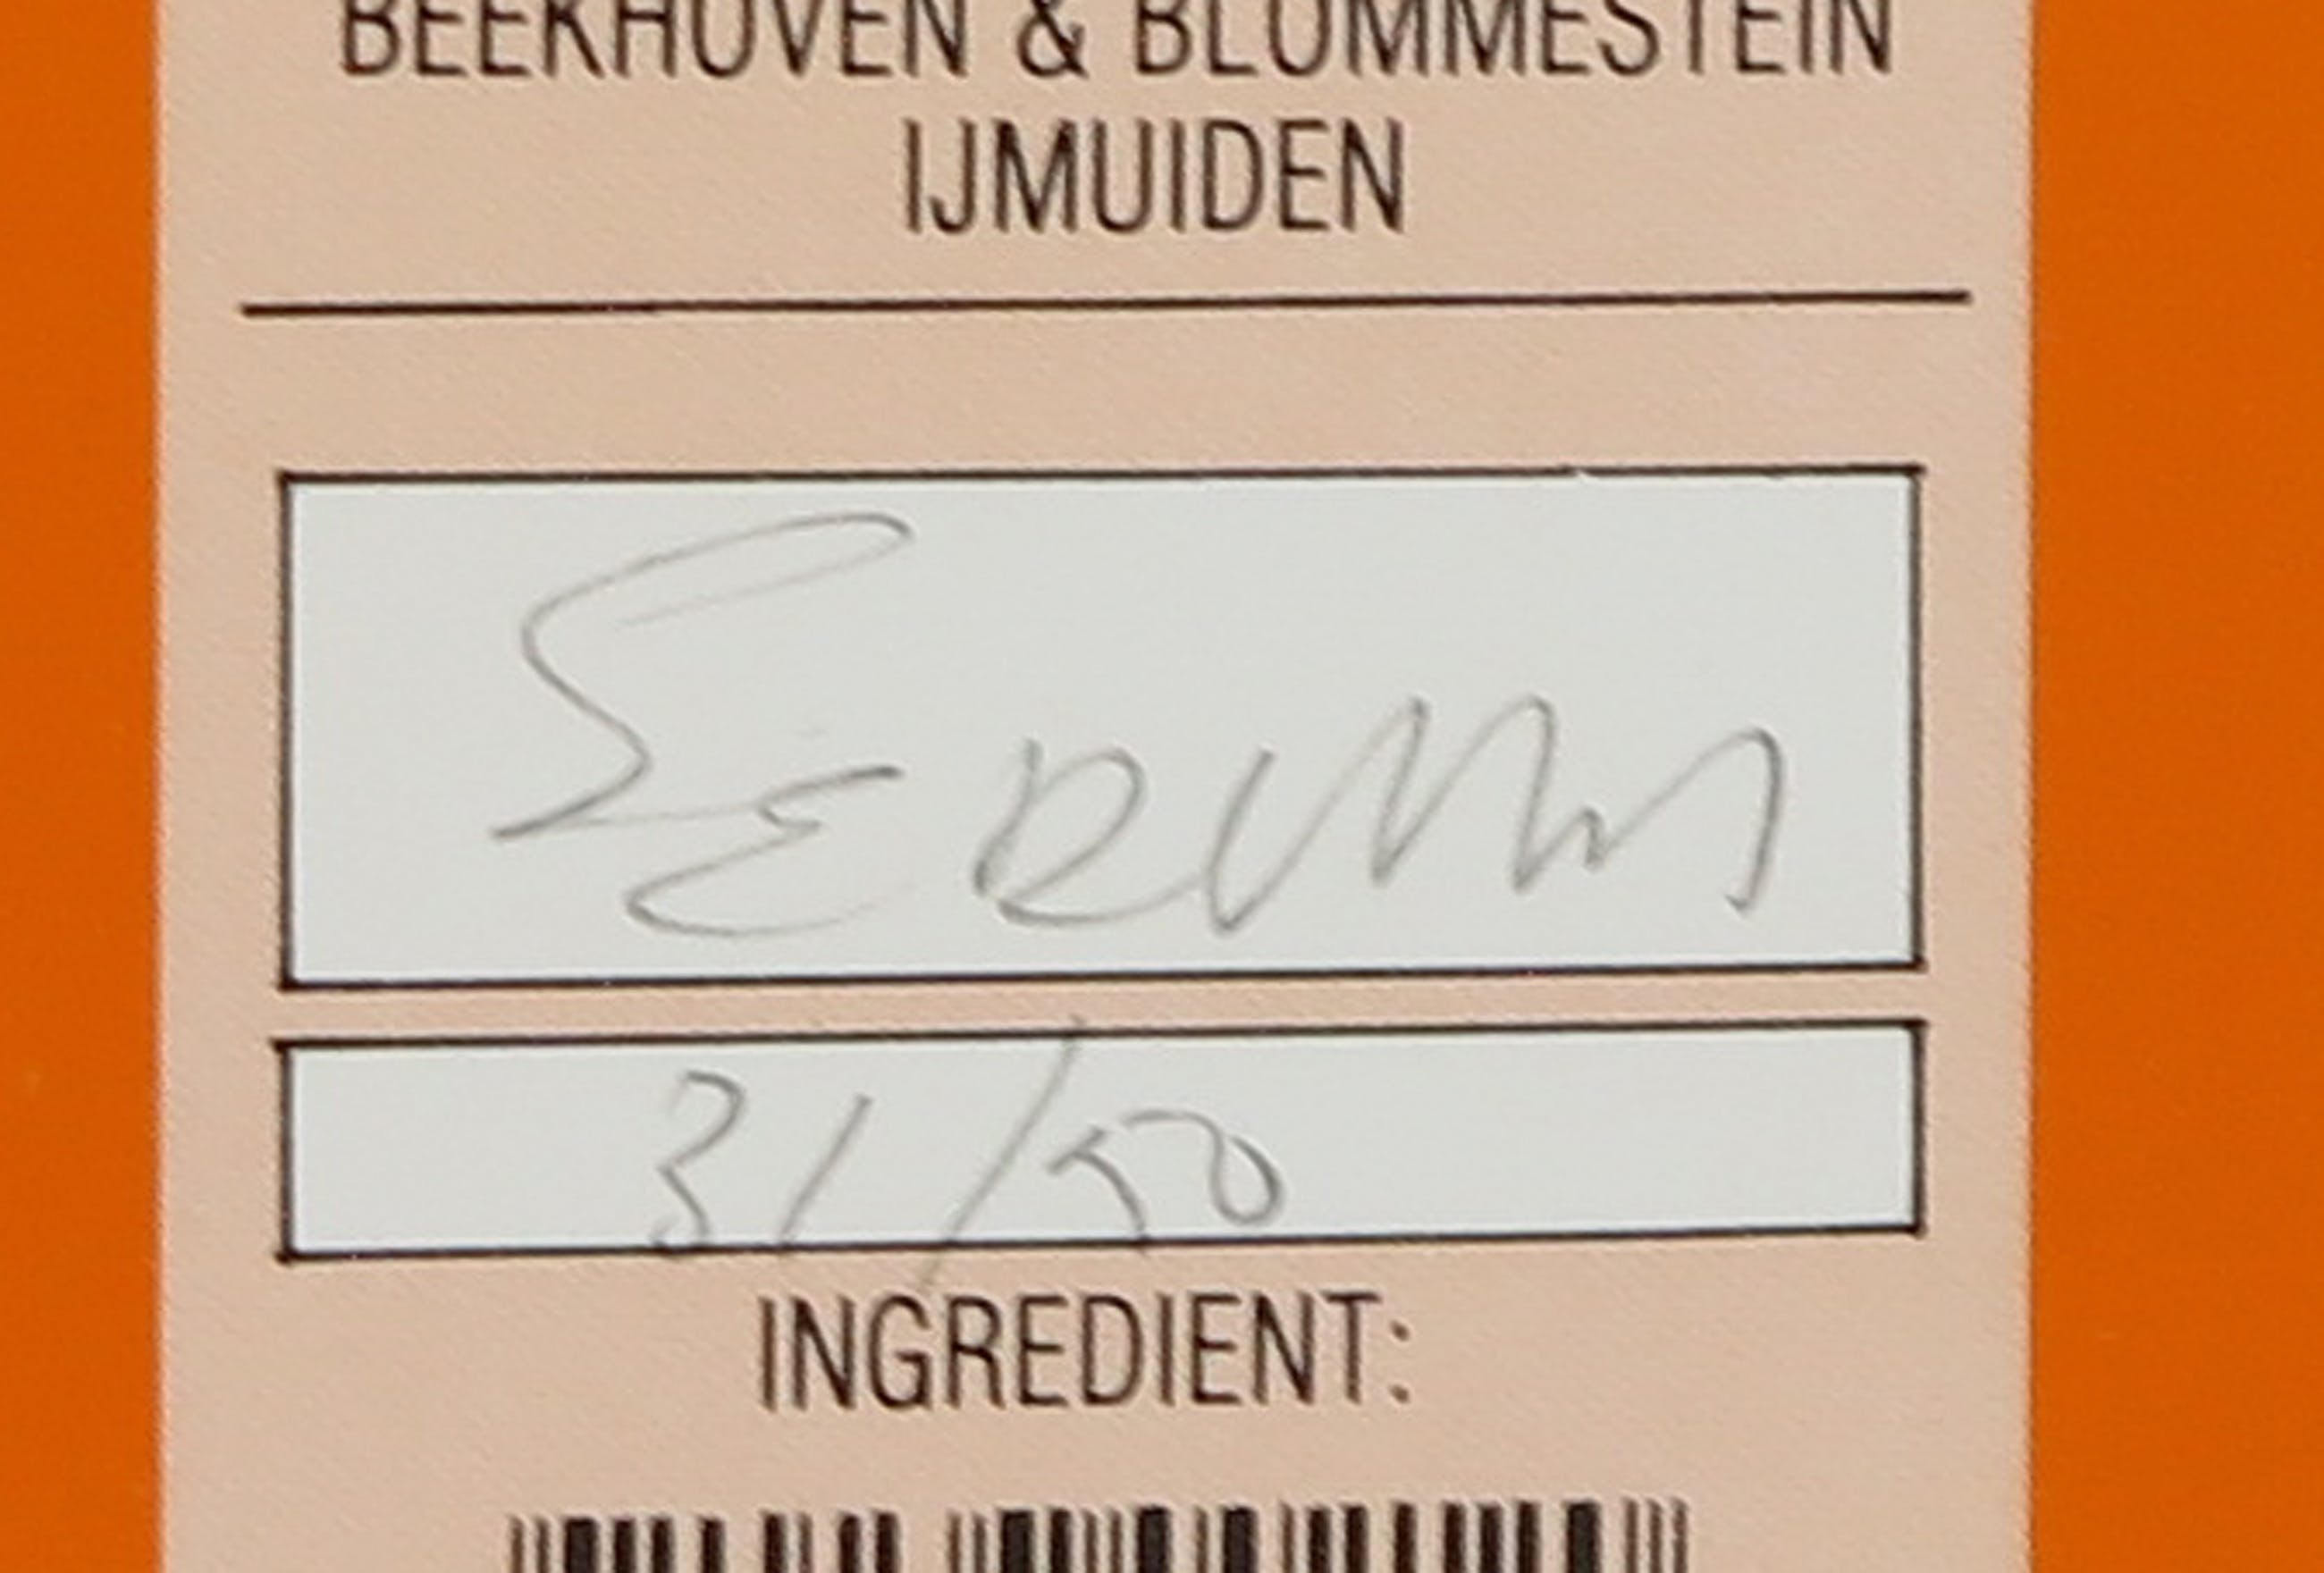 BEEKHOVEN & BLOMMESTEIN
IJMUIDEN
31/50
INGREDIENT: